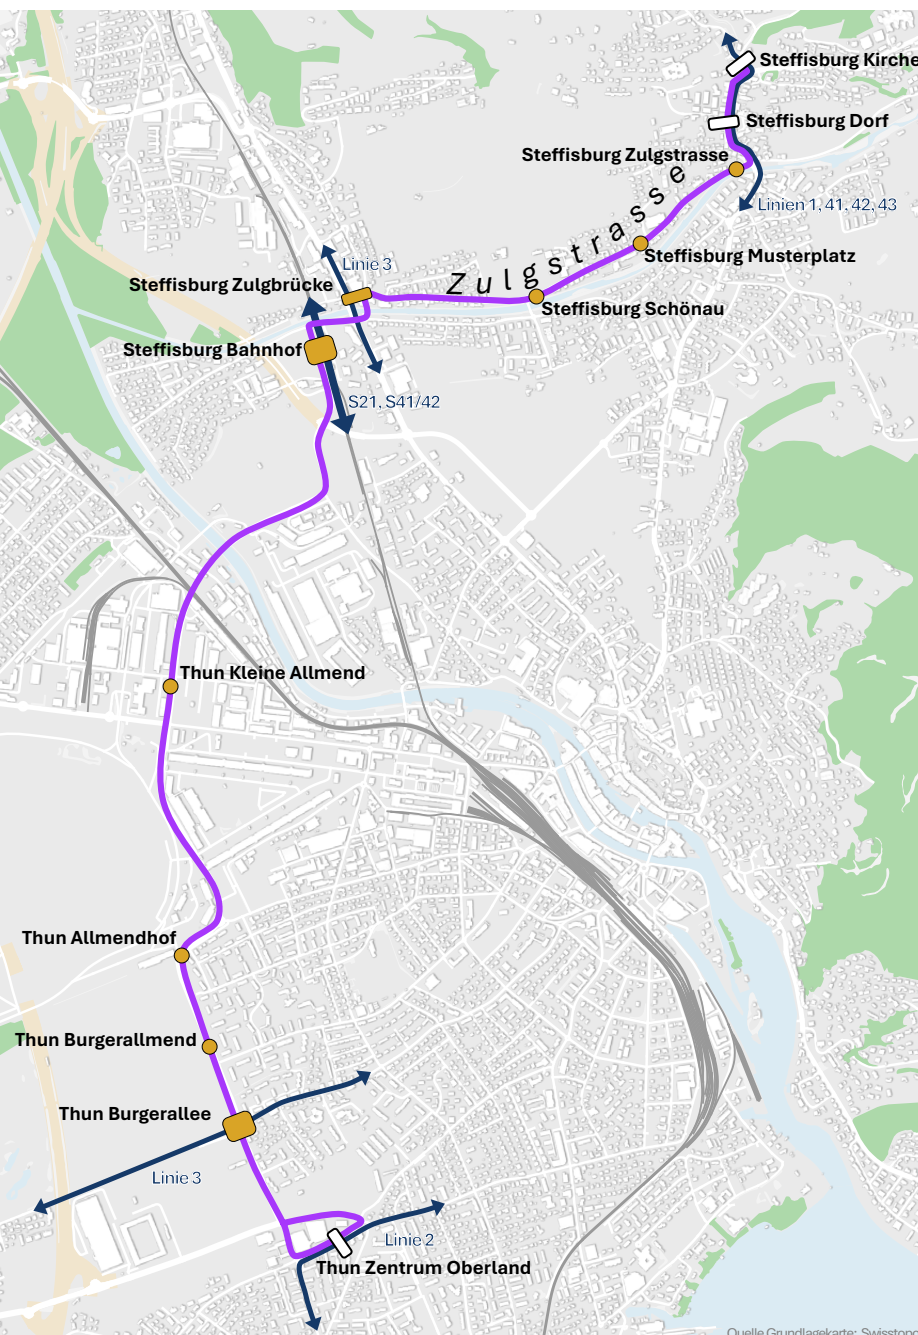 Steffisburg Kirche
Steffisburg Dorf
Steffisburg Zulgstrasse
Linien 1, 41, 42, 43
Zulgstrasse
Steffisburg Musterplatz
Linie 3
Steffisburg Zulgbrücke
Steffisburg Schönau
Steffisburg Bahnhof
S21, S41/42
Thun Kleine Allmend
Thun Allmendhof
Thun Burgerallmend
Thun Burgerallee
Linie 3
Linie 2
Thun Zentrum Oberland
Quelle Grundlagekarte: Swisstopo